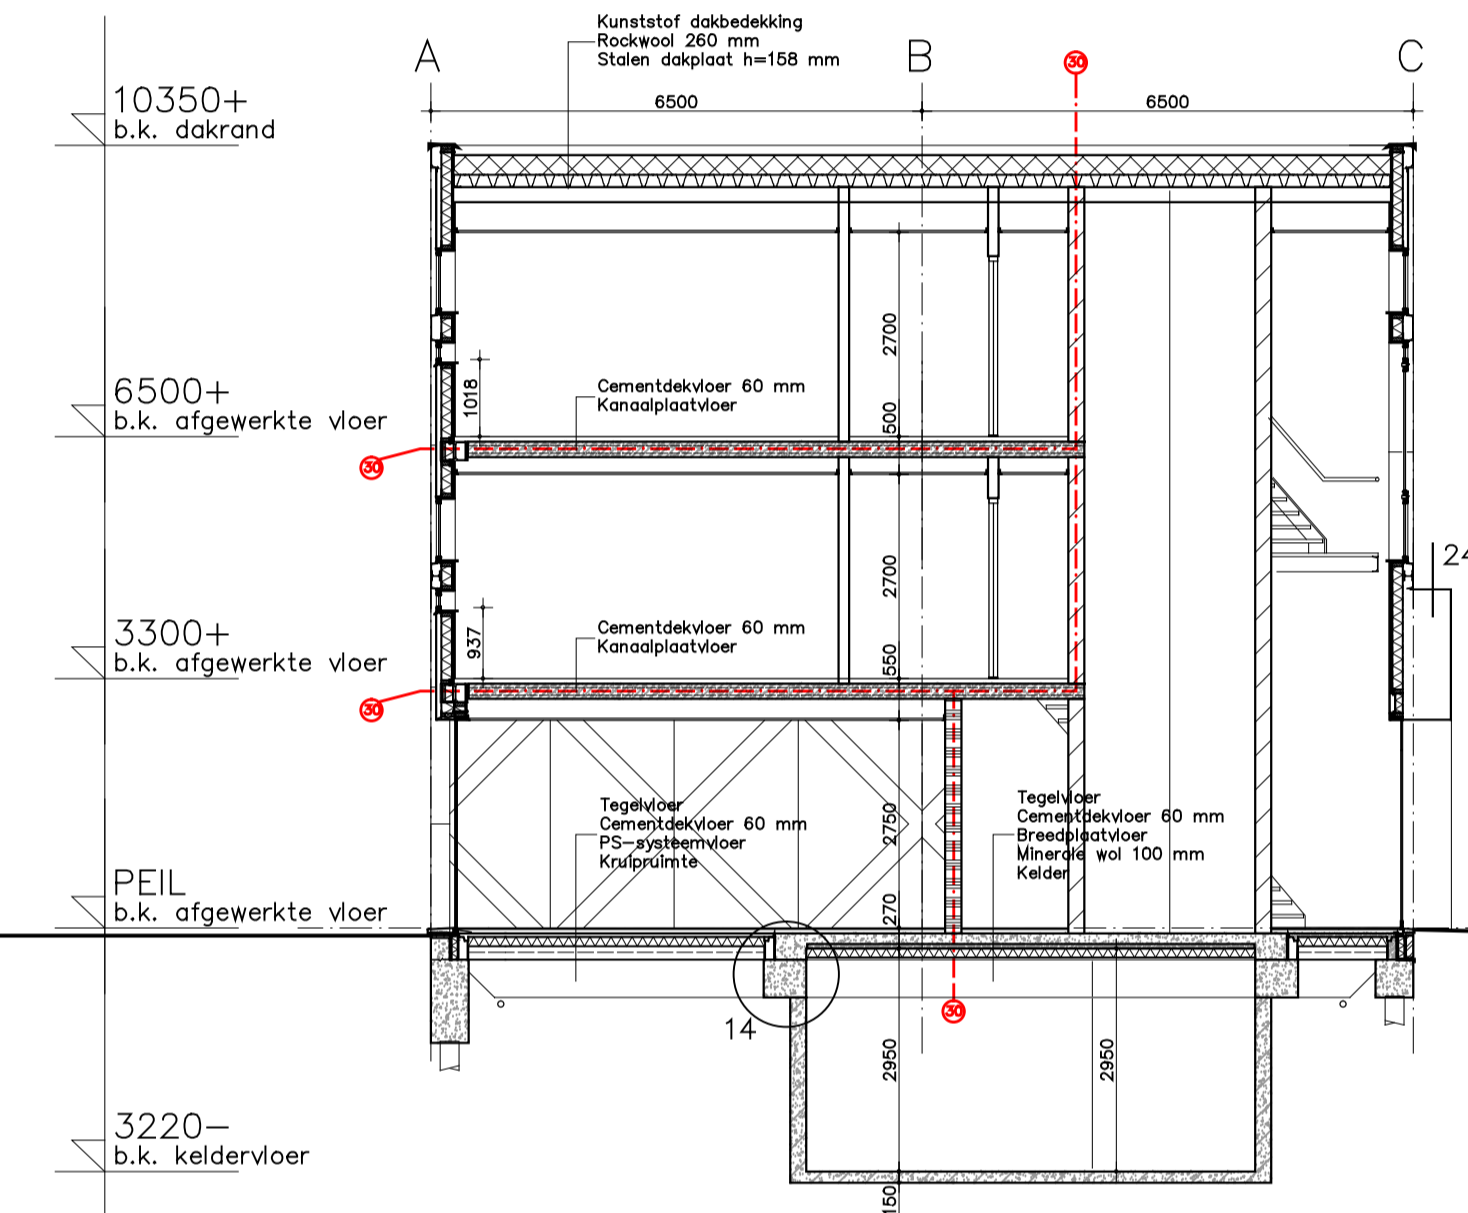 Kunststof dakbedekking
Rockwool 260 mm
Stalen dakplaat h=158 mm
A
B
C
30
6500
6500
10350+
b.k. dakrand
2700
1018
Cementdekvloer 60 mm
Kanaalplaatvloer
6500+
b.k. afgewerkte vloer
500
30
24
2700
937
Cementdekvloer 60 mm
Kanaalplaatvloer
3300+
b.k. afgewerkte vloer
550
30
Tegelvloer
Cementdekvloer 60 mm
PS-systeemvloer
Kruipruimte
2750
Tegelvloer
Cementdekvloer 60 mm
Breedplaatvloer
Minerale wol 100 mm
Kelder
PEIL
b.k. afgewerkte vloer
270
30
14
2950
2950
3220-
b.k. keldervloer
150